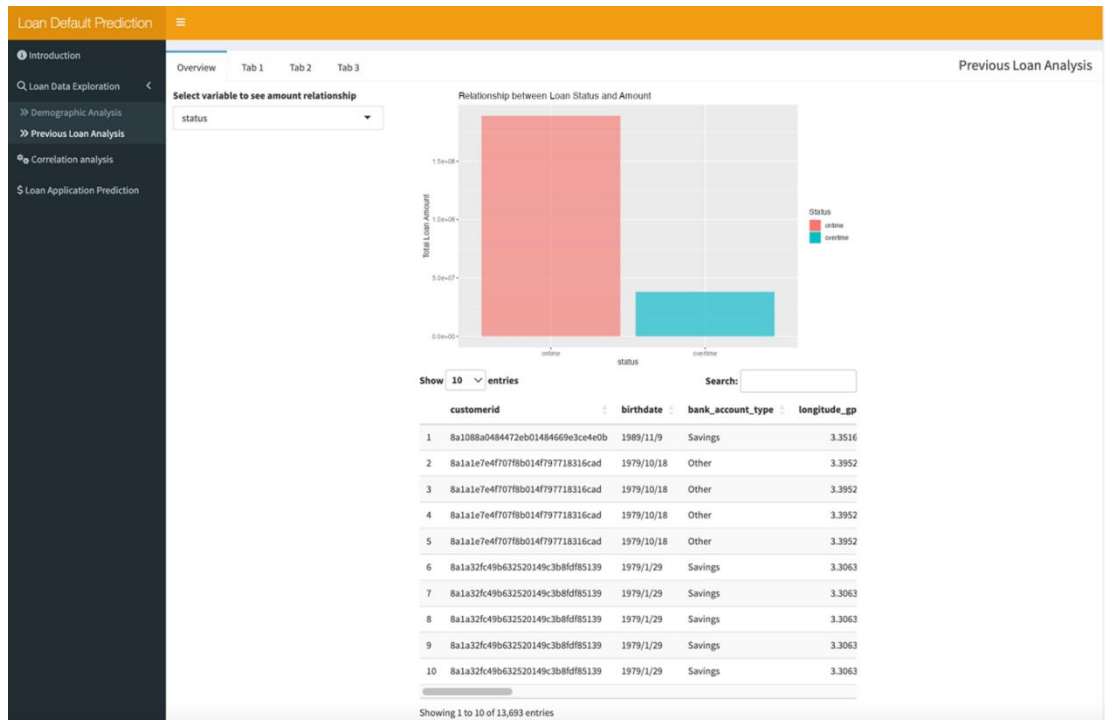 Loan Default Prediction
Introduction
Loan Data Exploration
Demographic Analysis
Previous Loan Analysis
Correlation analysis
Loan Application Prediction
Overview Tab 1 Tab 2 Tab 3 Previous Loan Analysis
Select variable to see amount relationship
status
Relationship between Loan Status and Amount
Total Loan Amount
1.5e+08
1.0e+08
5.0e+07
0.0e+00
ontime overtime
status
Status
ontime
overtime
Show 10 entries Search:
customerid birthdate bank_account_type longitude_gp
1 8a1088a0484472eb01484669e3ce4e0b 1989/11/9 Savings 3.3516
2 8a1a1e7e4f707f8b014f797718316cad 1979/10/18 Other 3.3952
3 8a1a1e7e4f707f8b014f797718316cad 1979/10/18 Other 3.3952
4 8a1a1e7e4f707f8b014f797718316cad 1979/10/18 Other 3.3952
5 8a1a1e7e4f707f8b014f797718316cad 1979/10/18 Other 3.3952
6 8a1a32fc49b632520149c3b8fdf85139 1979/1/29 Savings 3.3063
7 8a1a32fc49b632520149c3b8fdf85139 1979/1/29 Savings 3.3063
8 8a1a32fc49b632520149c3b8fdf85139 1979/1/29 Savings 3.3063
9 8a1a32fc49b632520149c3b8fdf85139 1979/1/29 Savings 3.3063
10 8a1a32fc49b632520149c3b8fdf85139 1979/1/29 Savings 3.3063
Showing 1 to 10 of 13,693 entries